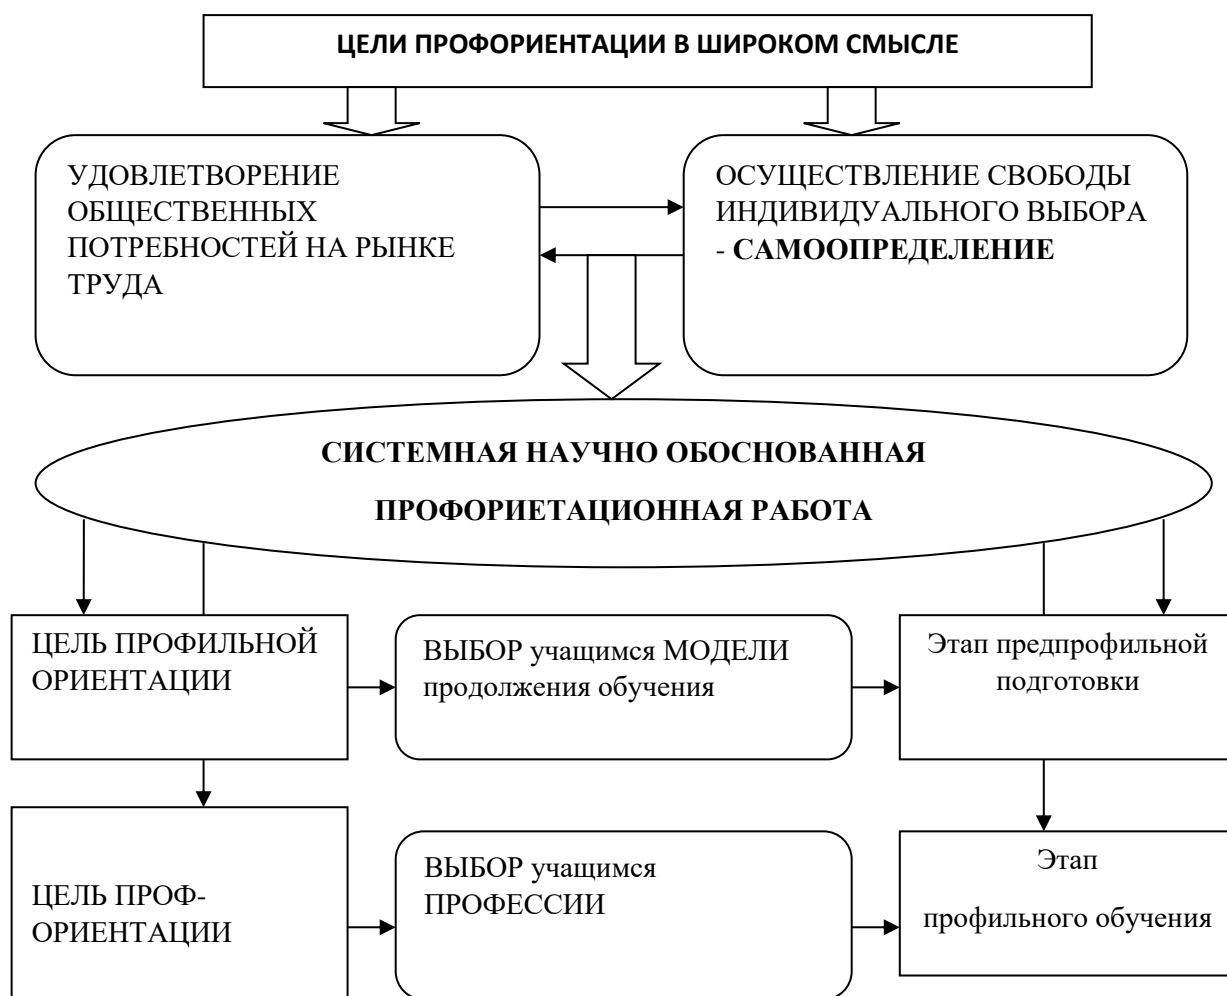 ЦЕЛИ ПРОФОРИЕНТАЦИИ В ШИРОКОМ СМЫСЛЕ
УДОВЛЕТВОРЕНИЕ
ОБЩЕСТВЕННЫХ
ПОТРЕБНОСТЕЙ НА РЫНКЕ
ТРУДА
ОСУЩЕСТВЛЕНИЕ СВОБОДЫ
ИНДИВИДУАЛЬНОГО ВЫБОРА
- САМООПРЕДЕЛЕНИЕ
СИСТЕМНАЯ НАУЧНО ОБОСНОВАННАЯ
ПРОФОРИЕТАЦИОННАЯ РАБОТА
ЦЕЛЬ ПРОФИЛЬНОЙ
ОРИЕНТАЦИИ
ВЫБОР учащимся МОДЕЛИ
продолжения обучения
Этап предпрофильной
подготовки
ЦЕЛЬ ПРОФ-
ОРИЕНТАЦИИ
ВЫБОР учащимся
ПРОФЕССИИ
Этап
профильного обучения